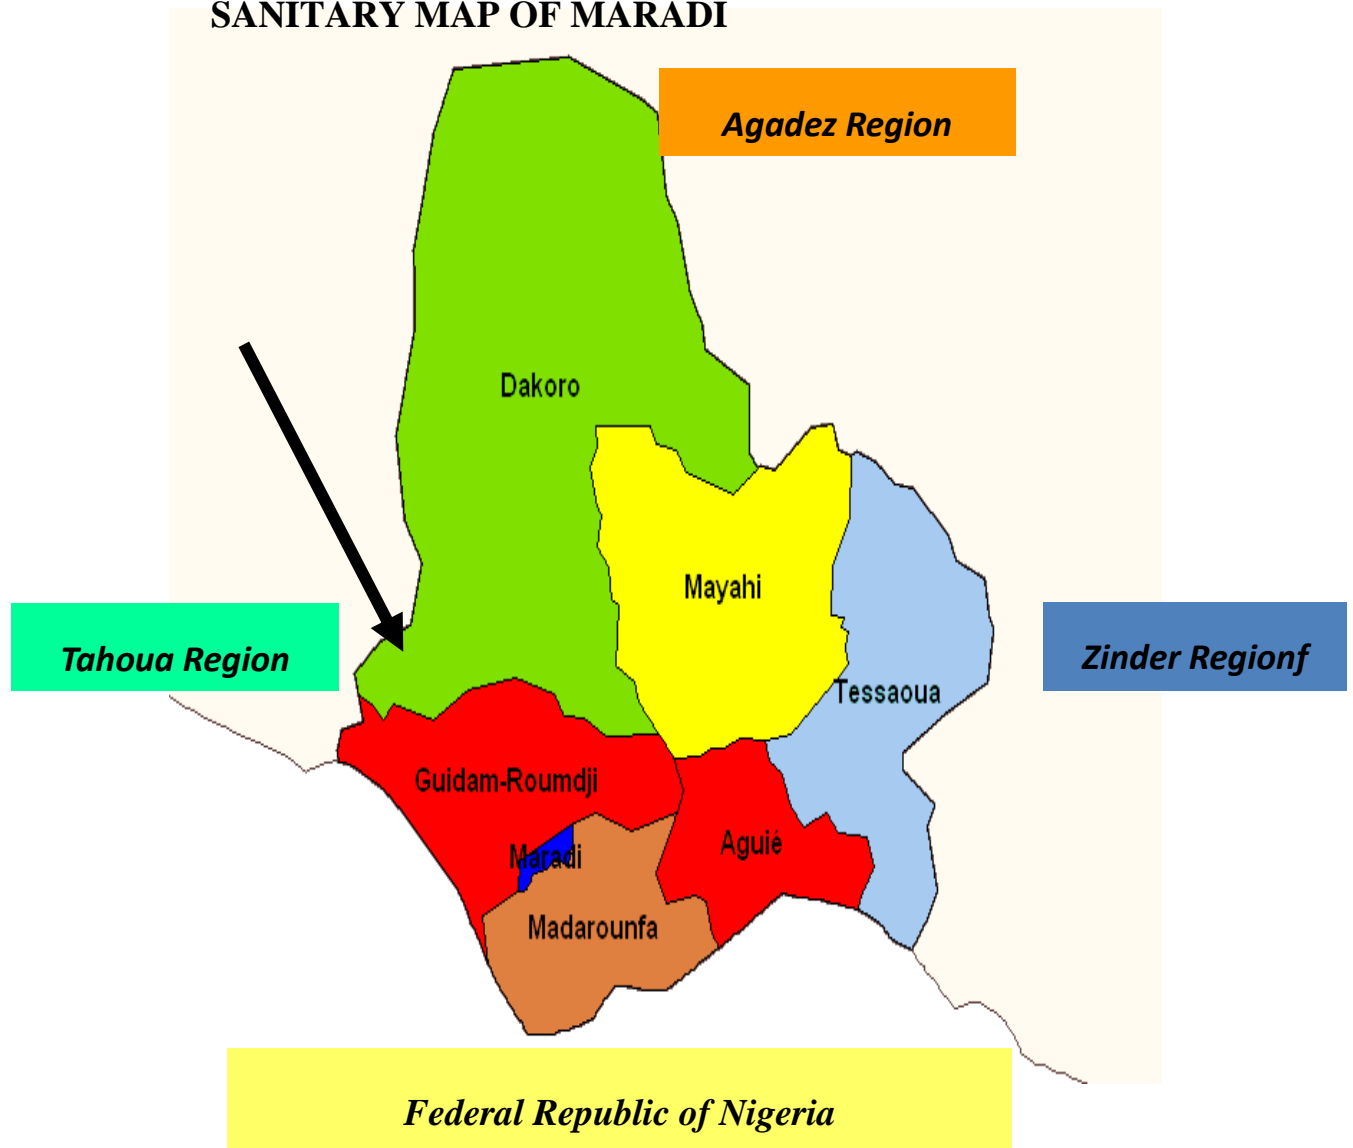 SANITARY MAP OF MARADI
Agadez Region
Dakoro
Mayahi
Tahoua Region
Zinder Regionf
Tessaoua
Guidam-Roumdji
Aguié
Maradi
Madarounfa
Federal Republic of Nigeria